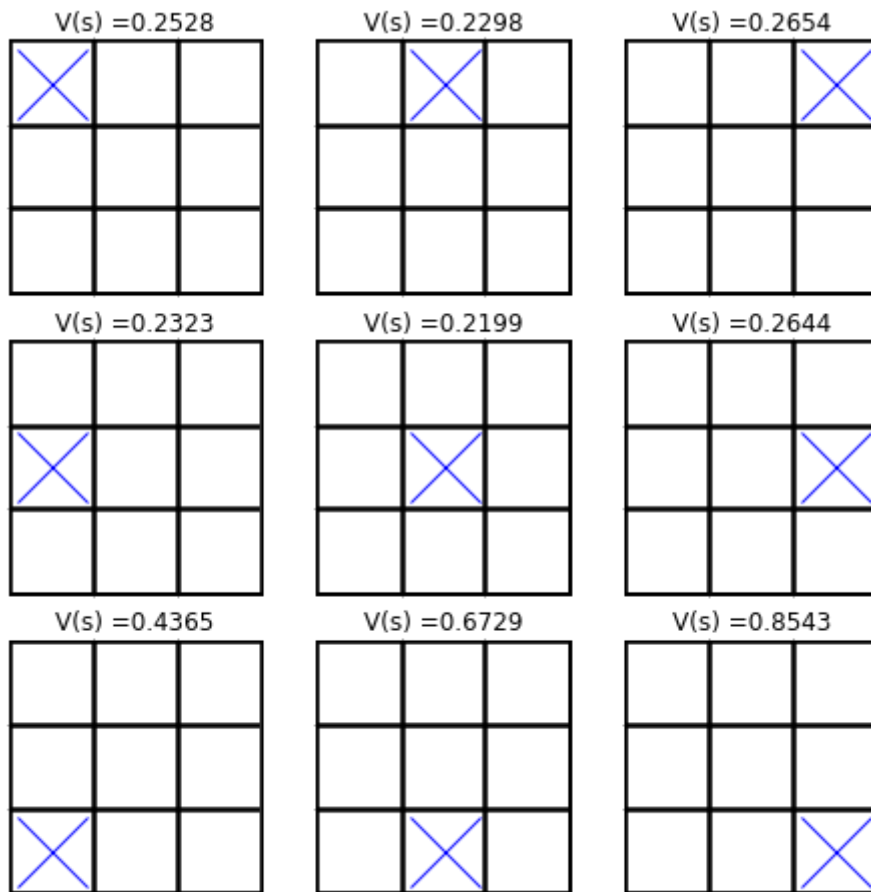 V(s) =0.2528
V(s) =0.2298
V(s) =0.2654
V(s) =0.2323
V(s) =0.2199
V(s) =0.2644
V(s) =0.4365
V(s) =0.6729
V(s) =0.8543